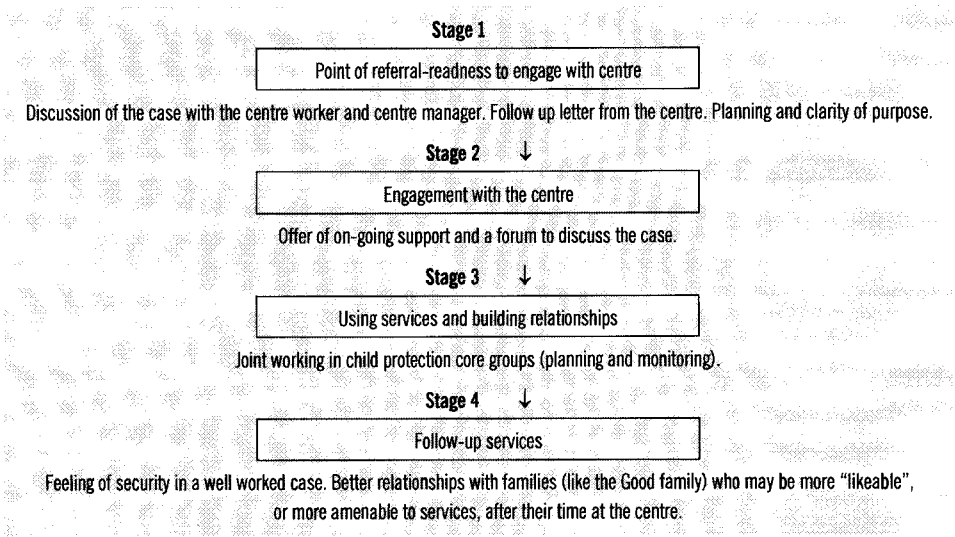 Stage 1
Point of referral-readiness to engage with centre
Discussion of the case with the centre worker and centre manager. Follow up letter from the centre. Planning and clarity of purpose.
Stage 2 ↓
Engagement with the centre
Offer of on-going support and a forum to discuss the case.
Stage 3 ↓
Using services and building relationships
Joint working in child protection core groups (planning and monitoring).
Stage 4 ↓
Follow-up services
Feeling of security in a well worked case. Better relationships with families (like the Good family) who may be more “likeable”,
or more amenable to services, after their time at the centre.